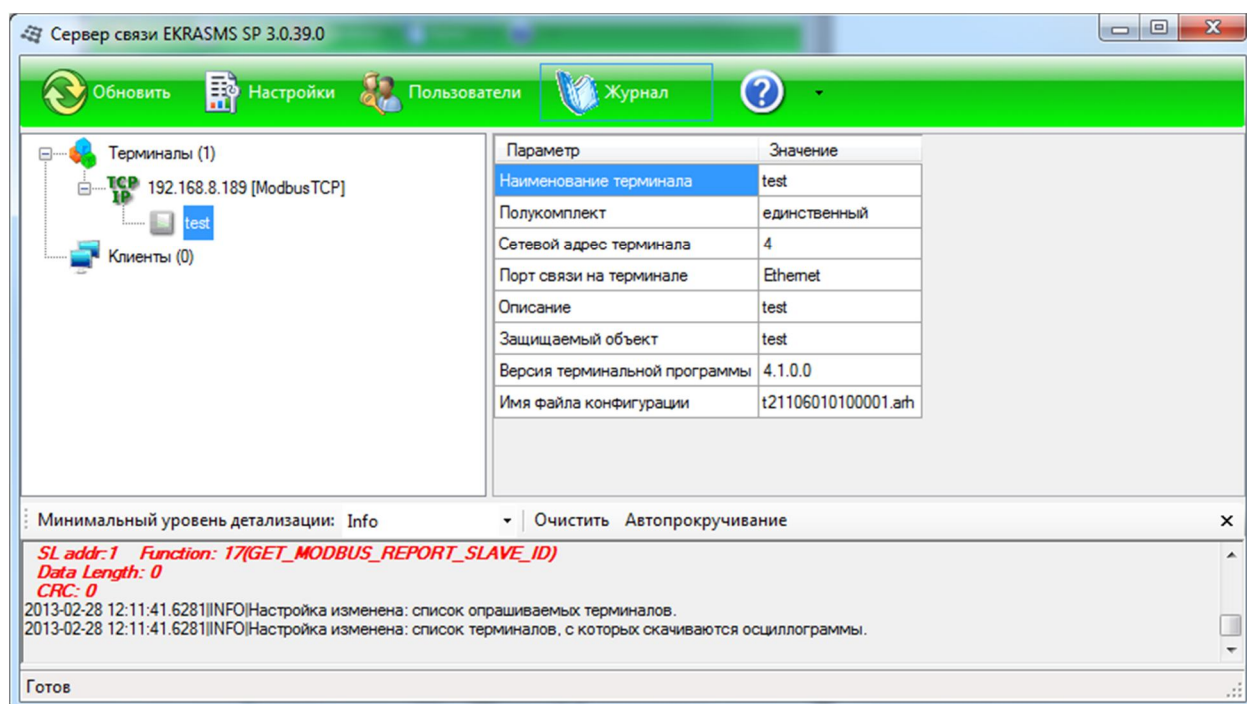 Сервер связи EKRASMS SP 3.0.39.0
Обновить Настройки Пользователи Журнал
Терминалы (1)
TCP IP 192.168.8.189 [ModbusTCP]
test
Клиенты (0)
Параметр Значение
Наименование терминала test
Полукомплект единственный
Сетевой адрес терминала 4
Порт связи на терминале Ethernet
Описание test
Защищаемый объект test
Версия терминальной программы 4.1.0.0
Имя файла конфигурации t21106010100001.arh
Минимальный уровень детализации: Info Очистить Автопрокручивание
SL addr:1 Function: 17(GET_MODBUS_REPORT_SLAVE_ID)
Data Length: 0
CRC: 0
2013-02-28 12:11:41.6281|INFO|Настройка изменена: список опрашиваемых терминалов.
2013-02-28 12:11:41.6281|INFO|Настройка изменена: список терминалов, с которых скачиваются осциллограммы.
Готов